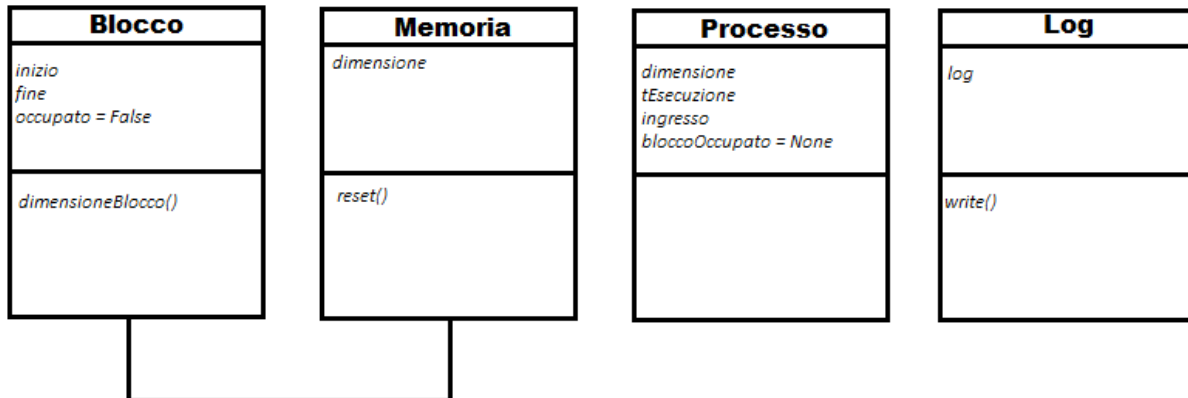 Blocco
inizio
fine
occupato = False
dimensioneBlocco()
Memoria
dimensione
reset()
Processo
dimensione
tEsecuzione
ingresso
bloccoOccupato = None
Log
log
write()